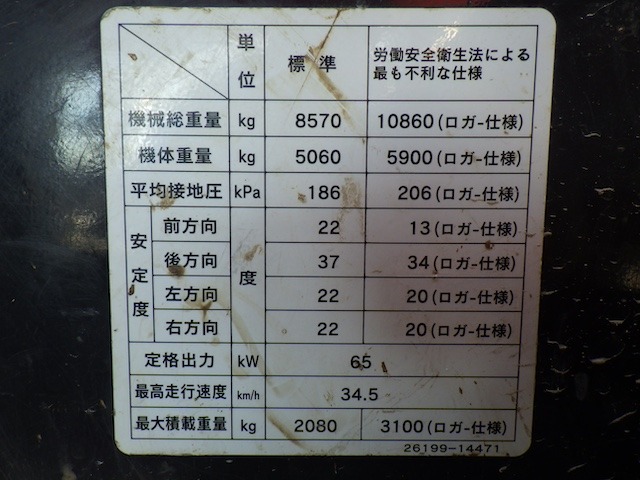 単位 標準 労働安全衛生法による
最も不利な仕様
機械総重量 kg 8570 10860(ロガｰ仕様)
機体重量 kg 5060 5900(ロガｰ仕様)
平均接地圧 kPa 186 206(ロガｰ仕様)
安定度 前方向 度 22 13(ロガｰ仕様)
後方向 37 34(ロガｰ仕様)
左方向 22 20(ロガｰ仕様)
右方向 22 20(ロガｰ仕様)
定格出力 kW 65
最高走行速度 km/h 34.5
最大積載重量 kg 2080 3100(ロガｰ仕様)
26199-14471